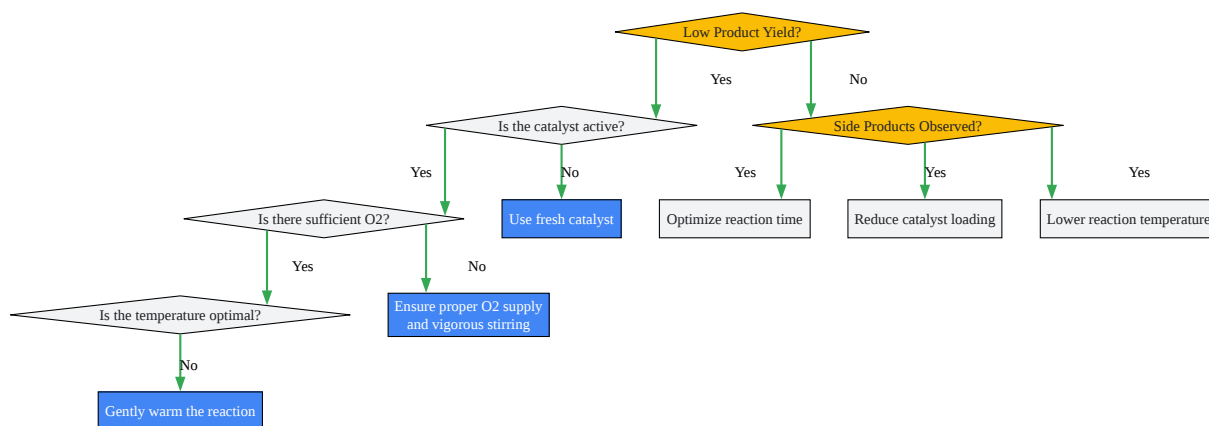 Low Product Yield?
Yes
No
Is the catalyst active?
Side Products Observed?
Yes
No
Yes
Yes
Yes
Is there sufficient O2?
Use fresh catalyst
Optimize reaction time
Reduce catalyst loading
Lower reaction temperature
Yes
No
Ensure proper O2 supply
and vigorous stirring
Is the temperature optimal?
No
Gently warm the reaction